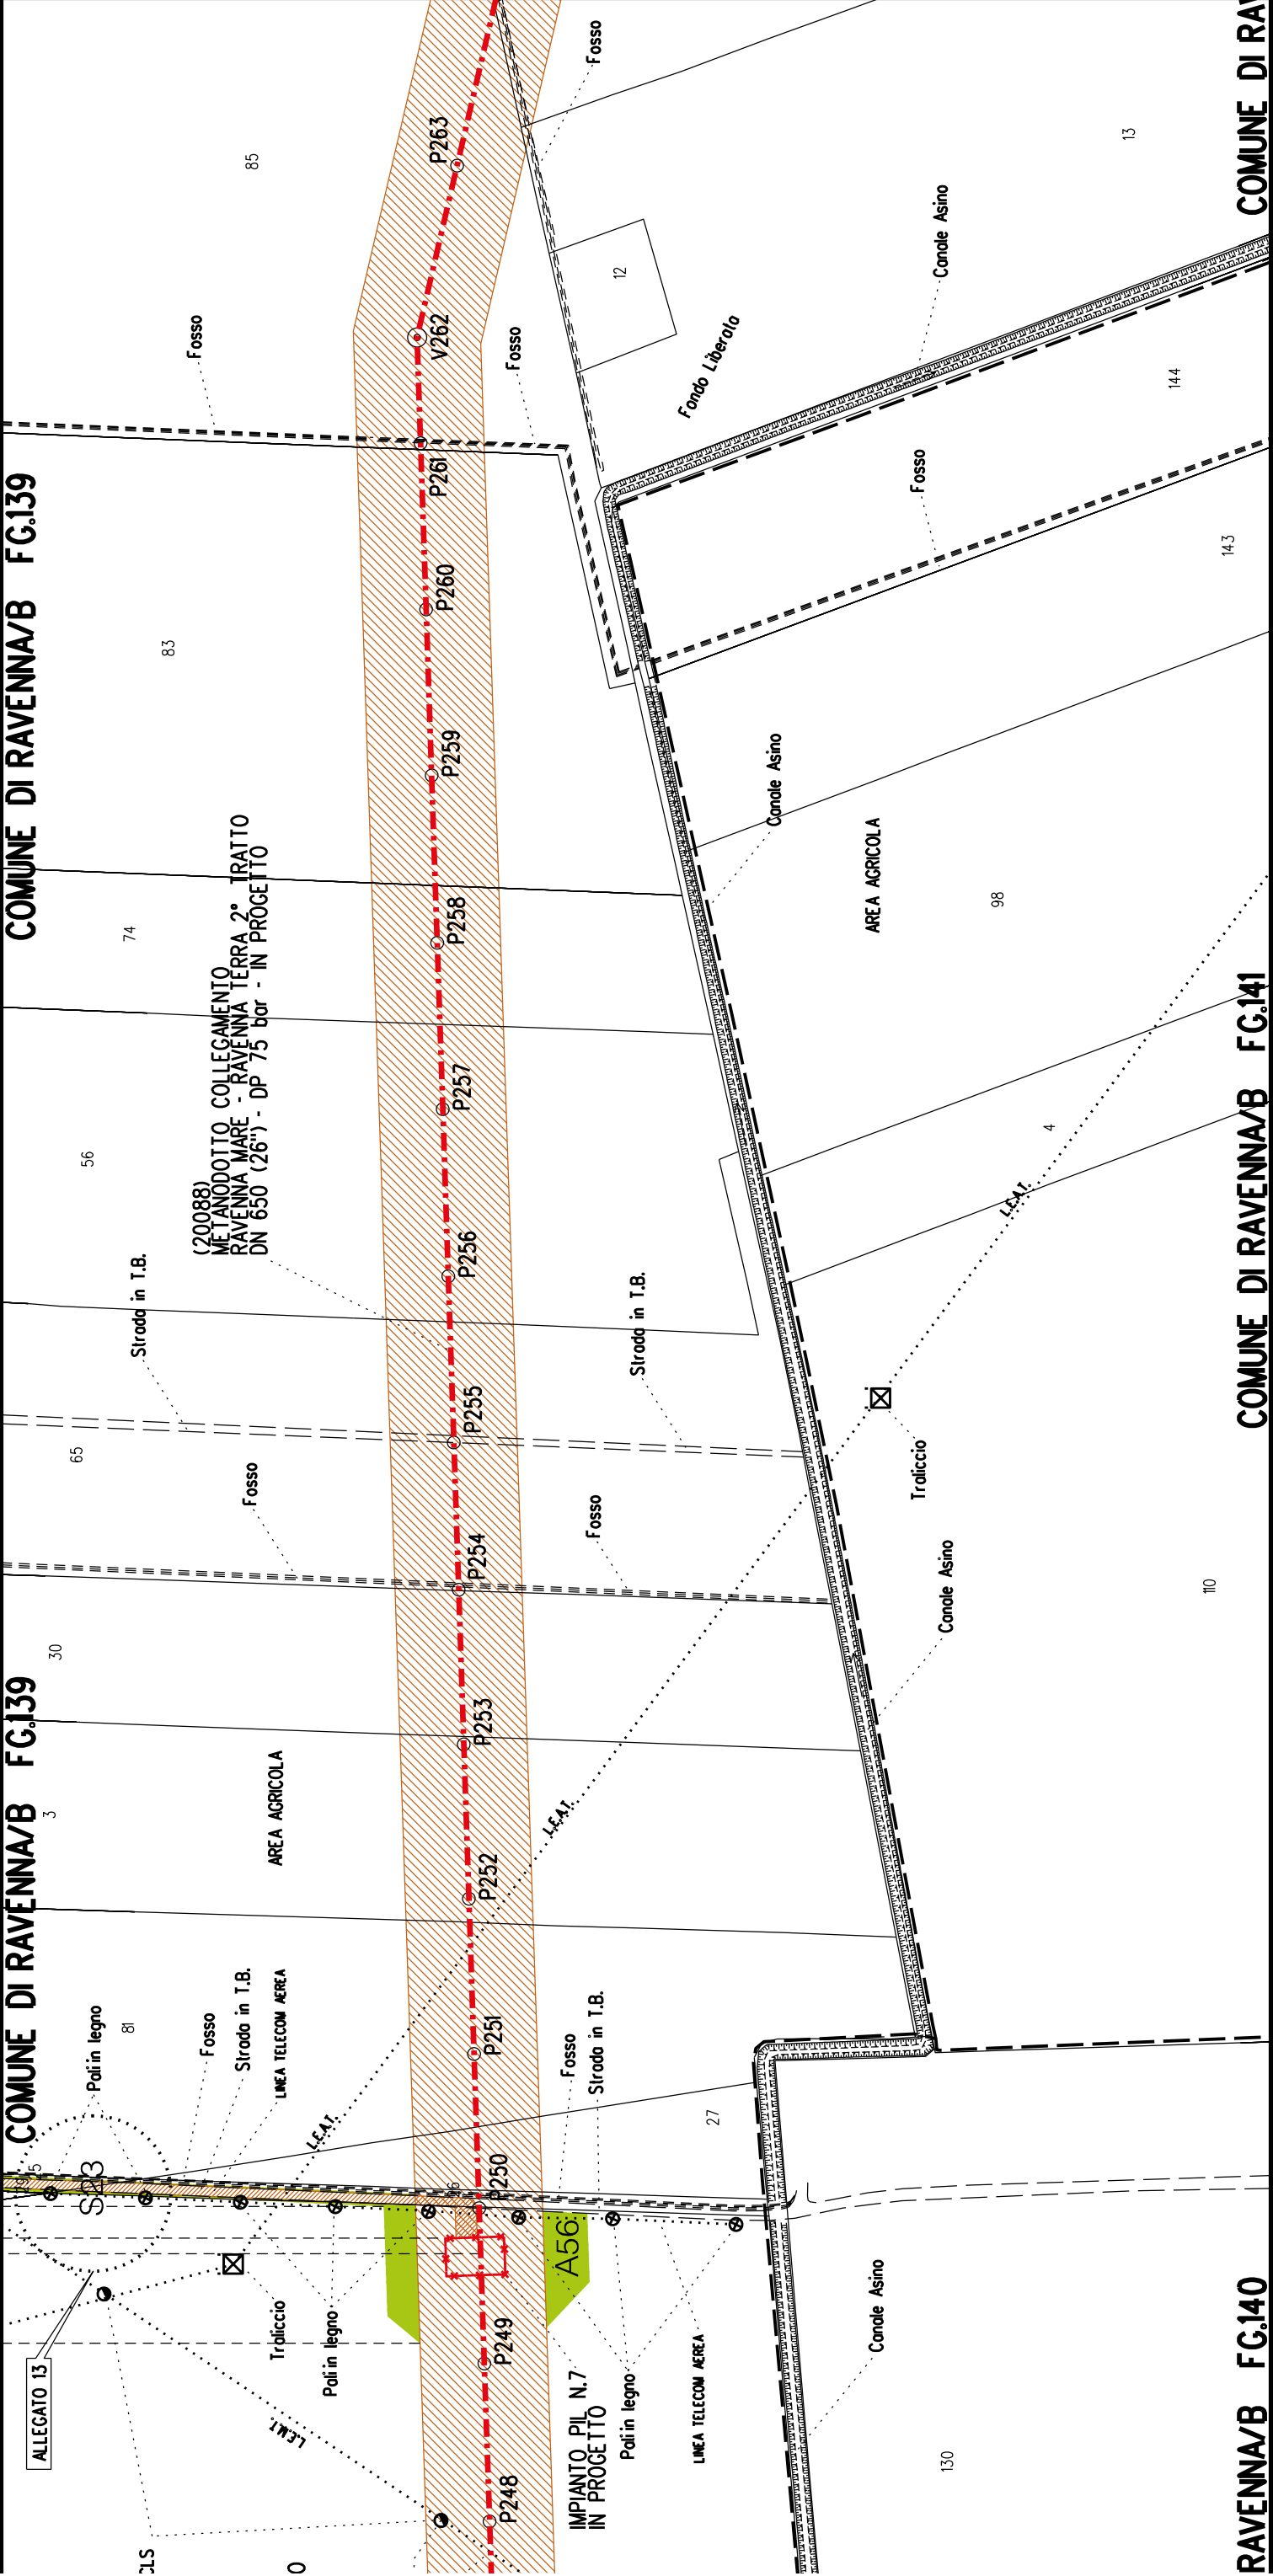 COMUNE DI RAVENNA/B FG.139
COMUNE DI RAVENNA/B FG.139
ALLEGATO 13
S.03
Pali in legno
81
Fosso
Strada in T.B.
LINEA TELECOM AEREA
L.E.A.T.
L.E.M.T.
Traliccio
Pali in legno
CLS
3
30
AREA AGRICOLA
65
Fosso
Strada in T.B.
56
74
(20088)
METANODOTTO COLLEGAMENTO
RAVENNA MARE - RAVENNA TERRA 2° TRATTO
DN 650 (26") - DP 75 bar - IN PROGETTO
83
Fosso
85
P248
P249
P250
P251
P252
P253
P254
P255
P256
P257
P258
P259
P260
P261
V262
P263
A56
IMPIANTO PIL N.7
IN PROGETTO
Pali in legno
LINEA TELECOM AEREA
Fosso
Strada in T.B.
27
L.E.A.T.
Fosso
Strada in T.B.
Fosso
Fosso
12
13
Fondo Liberata
Canale Asino
144
Fosso
143
Canale Asino
AREA AGRICOLA
98
4
L.E.A.T.
Traliccio
Canale Asino
110
Canale Asino
130
RAVENNA/B FG.140
COMUNE DI RAVENNA/B FG.141
COMUNE DI RAV